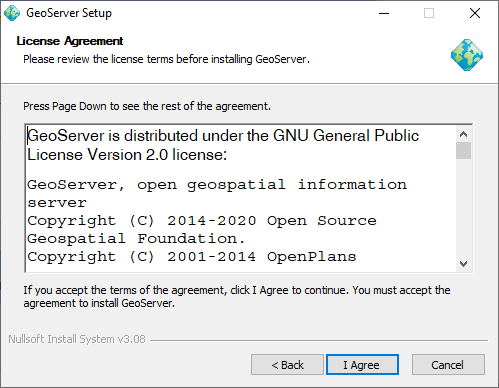 GeoServer Setup
License Agreement
Please review the license terms before installing GeoServer.
Press Page Down to see the rest of the agreement.
GeoServer is distributed under the GNU General Public
License Version 2.0 license:
GeoServer, open geospatial information
server
Copyright (C) 2014-2020 Open Source
Geospatial Foundation.
Copyright (C) 2001-2014 OpenPlans
If you accept the terms of the agreement, click I Agree to continue. You must accept the
agreement to install GeoServer.
Nullsoft Install System v3.08
< Back
I Agree
Cancel